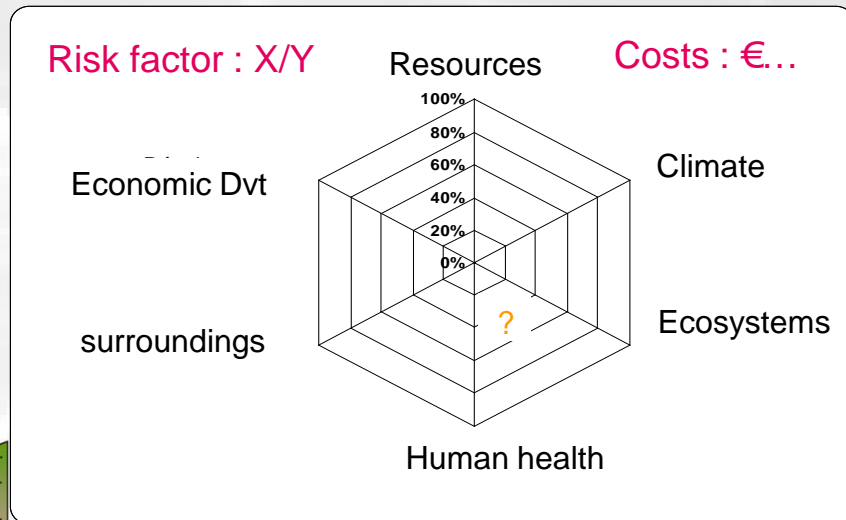 Risk factor : X/Y
Costs : €...
Resources
100%
80%
60%
40%
20%
0%
Economic Dvt
Climate
?
surroundings
Ecosystems
Human health